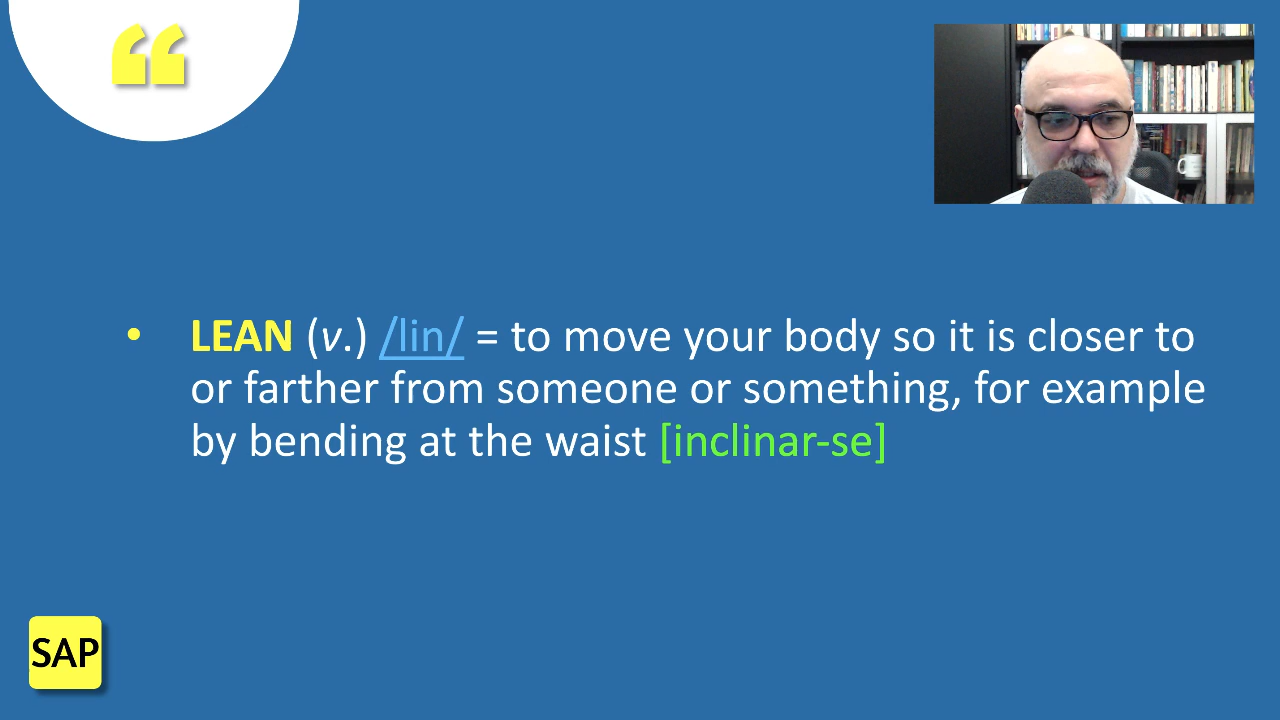 “
• LEAN (v.) /lin/ = to move your body so it is closer to
or farther from someone or something, for example
by bending at the waist [inclinar-se]
SAP